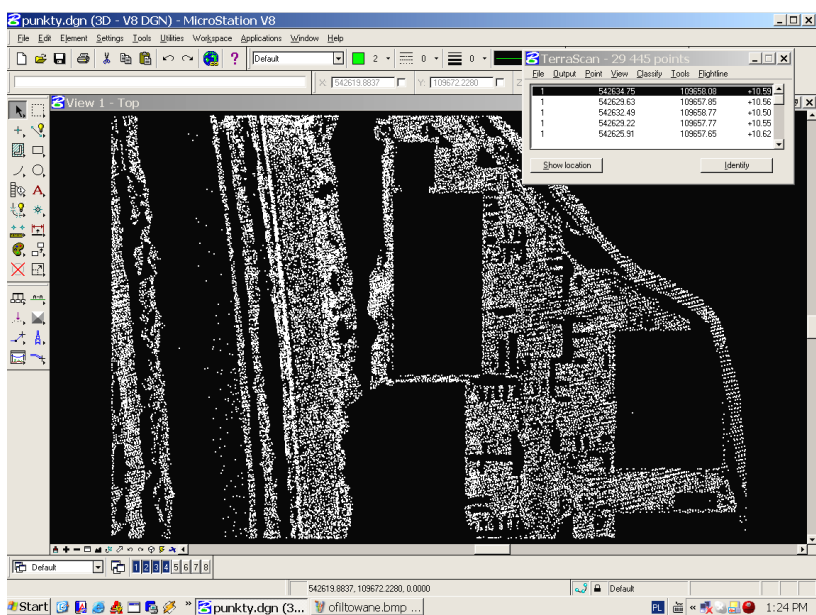 punkty.dgn (3D - V8 DGN) - MicroStation V8
File Edit Element Settings Tools Utilities Workspace Applications Window Help
Default 2 0 0
X: 542619.8837 Y: 109672.2280 Z
View 1 - Top
TerraScan - 29 445 points
File Output Point View Classify Tools Flightline
1 542634.75 109658.08 +10.59
1 542629.63 109657.85 +10.56
1 542632.49 109658.77 +10.50
1 542629.22 109657.77 +10.55
1 542625.91 109657.65 +10.62
Show location Identify
Default 1 2 3 4 5 6 7 8
542619.8837, 109672.2280, 0.0000 Default
Start » punkty.dgn (3... ofiltowane.bmp ... PL « 1:24 PM